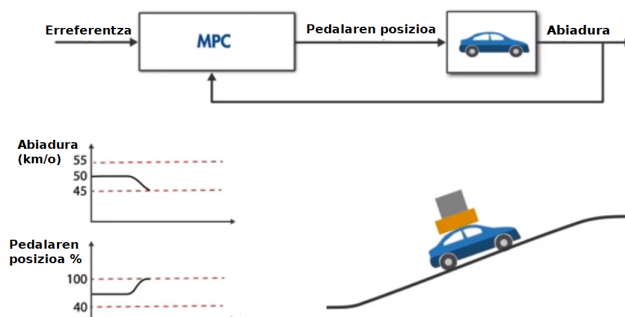 Erreferentza
MPC
Pedalaren posizioa
Abiadura
Abiadura
(km/o)
55
50
45
Pedalaren
posizioa %
100
40